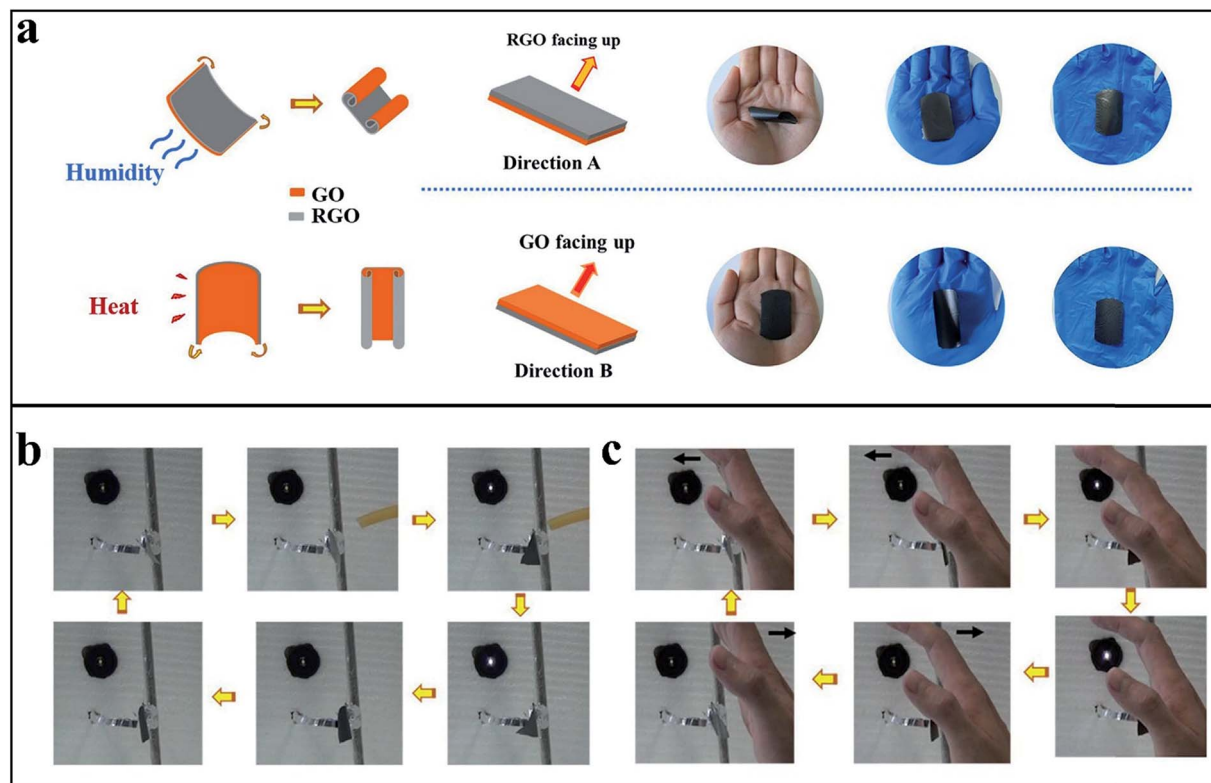 a
RGO facing up
Humidity
Direction A
GO
RGO
GO facing up
Heat
Direction B
b
c